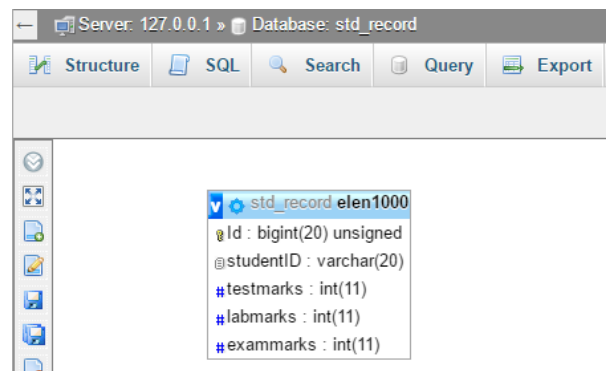 Server: 127.0.0.1 » Database: std_record
Structure SQL Search Query Export
v std_record elen1000
Id : bigint(20) unsigned
studentID : varchar(20)
#testmarks : int(11)
#labmarks : int(11)
#exammarks : int(11)